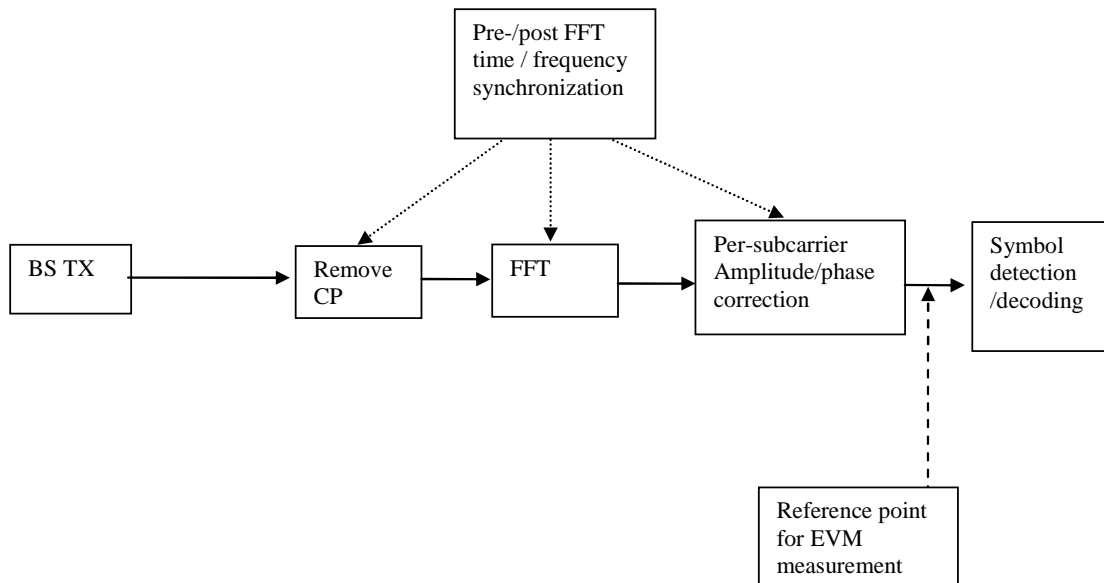 Pre-/post FFT
time / frequency
synchronization
BS TX
Remove
CP
FFT
Per-subcarrier
Amplitude/phase
correction
Symbol
detection
/decoding
Reference point
for EVM
measurement